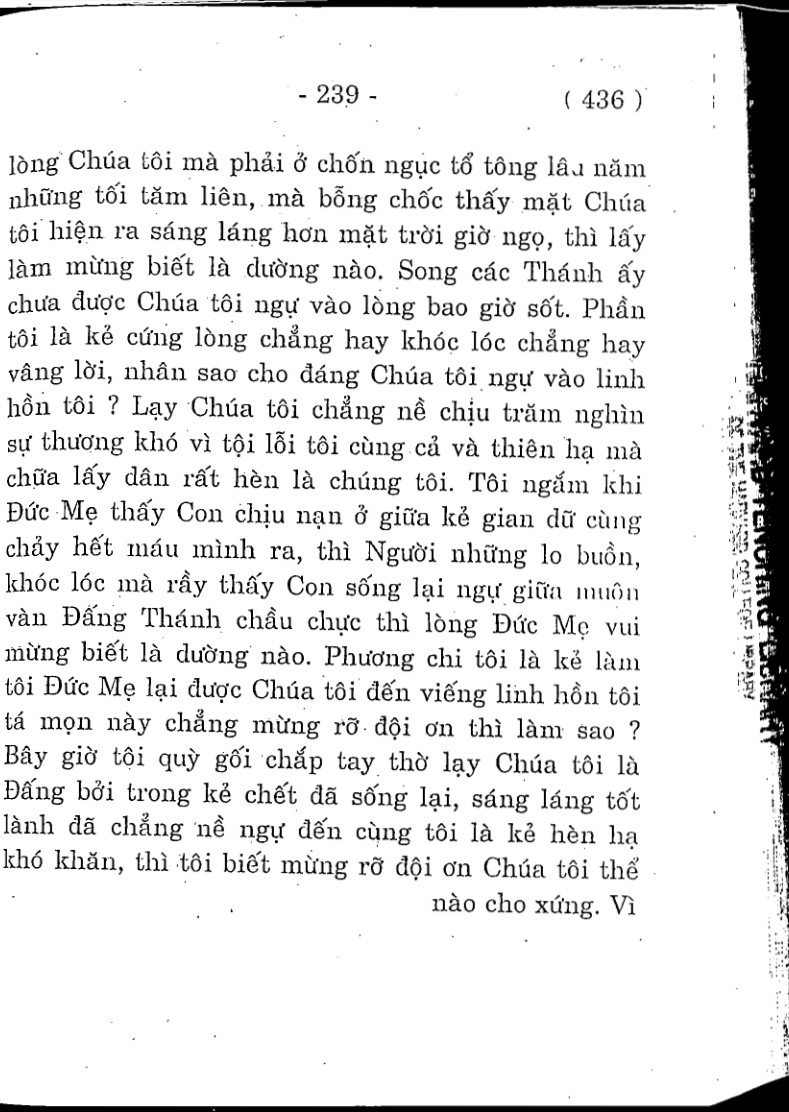 - 239 - ( 436 )
lòng Chúa tôi mà phải ở chốn ngục tổ tông lâu năm
những tối tăm liên, mà bỗng chốc thấy mặt Chúa
tôi hiện ra sáng láng hơn mặt trời giờ ngọ, thì lấy
làm mừng biết là dường nào. Song các Thánh ấy
chưa được Chúa tôi ngự vào lòng bao giờ sốt. Phần
tôi là kẻ cứng lòng chẳng hay khóc lóc chẳng hay
vâng lời, nhân sao cho đáng Chúa tôi ngự vào linh
hồn tôi ? Lạy Chúa tôi chẳng nề chịu trăm nghìn
sự thương khó vì tội lỗi tôi cùng cả và thiên hạ mà
chữa lấy dân rất hèn là chúng tôi. Tôi ngắm khi
Đức Mẹ thấy Con chịu nạn ở giữa kẻ gian dữ cùng
chảy hết máu mình ra, thì Người những lo buồn,
khóc lóc mà rầy thấy Con sống lại ngự giữa muôn
vàn Đấng Thánh chầu chực thì lòng Đức Mẹ vui
mừng biết là dường nào. Phương chi tôi là kẻ làm
tôi Đức Mẹ lại được Chúa tôi đến viếng linh hồn tôi
tá mọn này chẳng mừng rỡ đội ơn thì làm sao ?
Bây giờ tôi quỳ gối chắp tay thờ lạy Chúa tôi là
Đấng bởi trong kẻ chết đã sống lại, sáng láng tốt
lành đã chẳng nề ngự đến cùng tôi là kẻ hèn hạ
khó khăn, thì tôi biết mừng rỡ đội ơn Chúa tôi thể
nào cho xứng. Vì